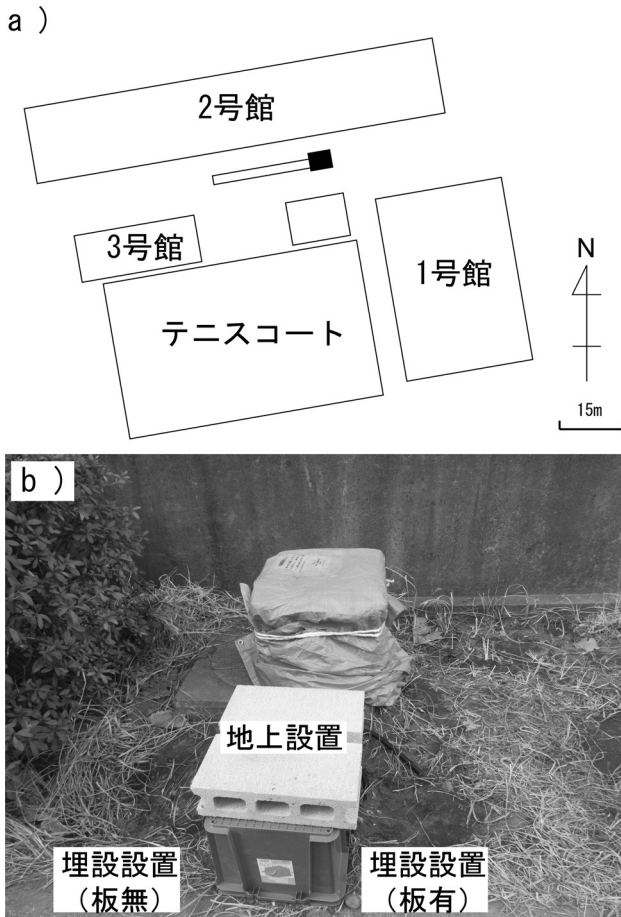 a )
2号館
3号館
1号館
テニスコート
N
15m
b )
地上設置
埋設設置
(板無)
埋設設置
(板有)